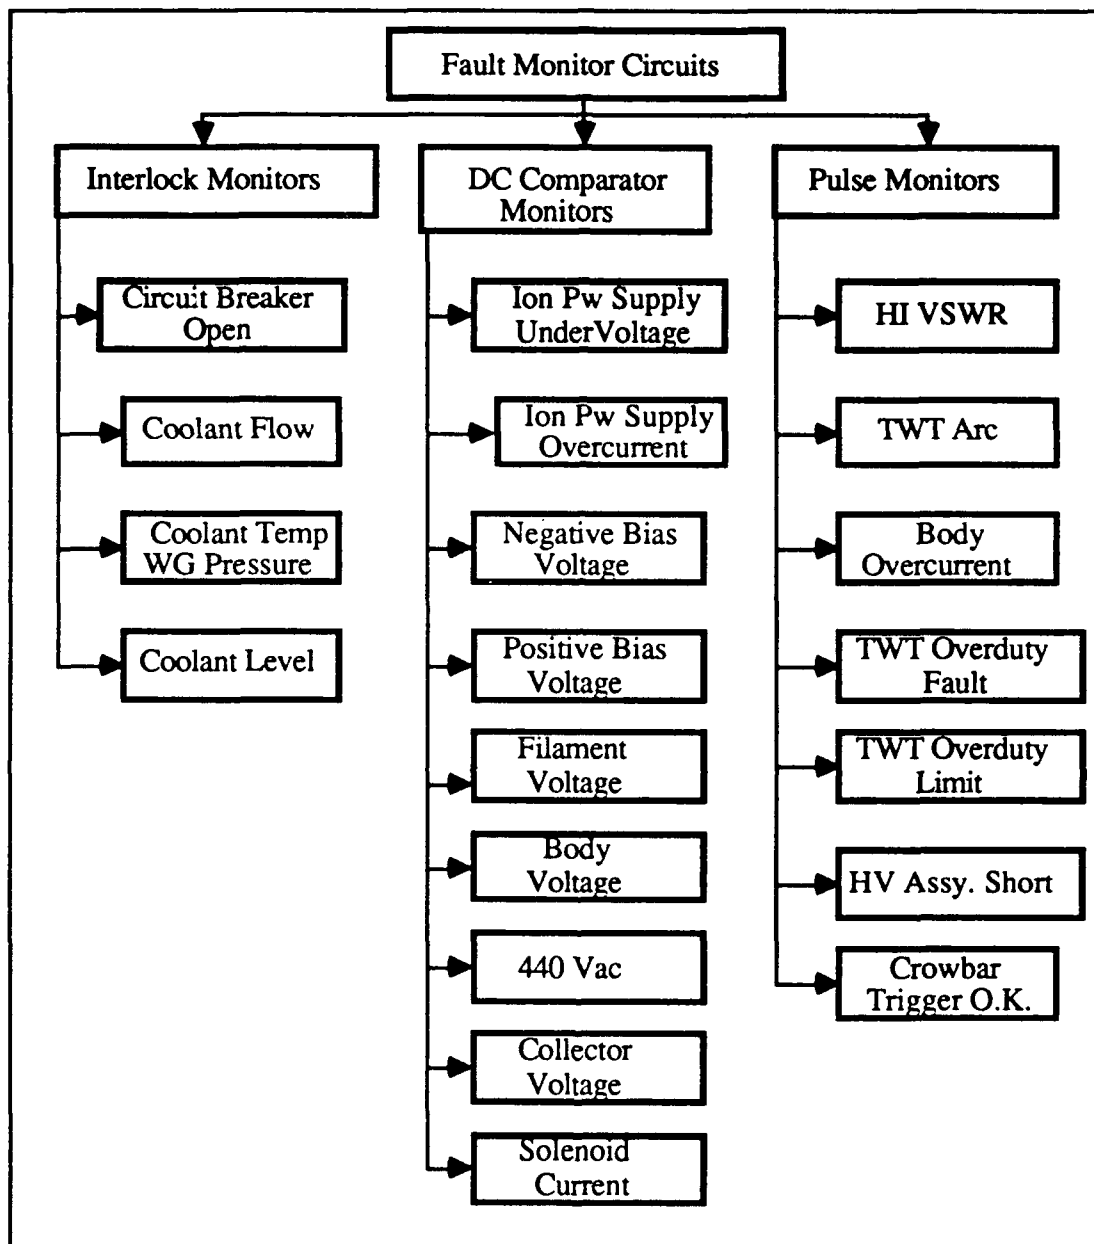 Fault Monitor Circuits
Interlock Monitors
DC Comparator
Monitors
Pulse Monitors
Circuit Breaker
Open
Coolant Flow
Coolant Temp
WG Pressure
Coolant Level
Ion Pw Supply
UnderVoltage
Ion Pw Supply
Overcurrent
Negative Bias
Voltage
Positive Bias
Voltage
Filament
Voltage
Body
Voltage
440 Vac
Collector
Voltage
Solenoid
Current
HI VSWR
TWT Arc
Body
Overcurrent
TWT Overduty
Fault
TWT Overduty
Limit
HV Assy. Short
Crowbar
Trigger O.K.